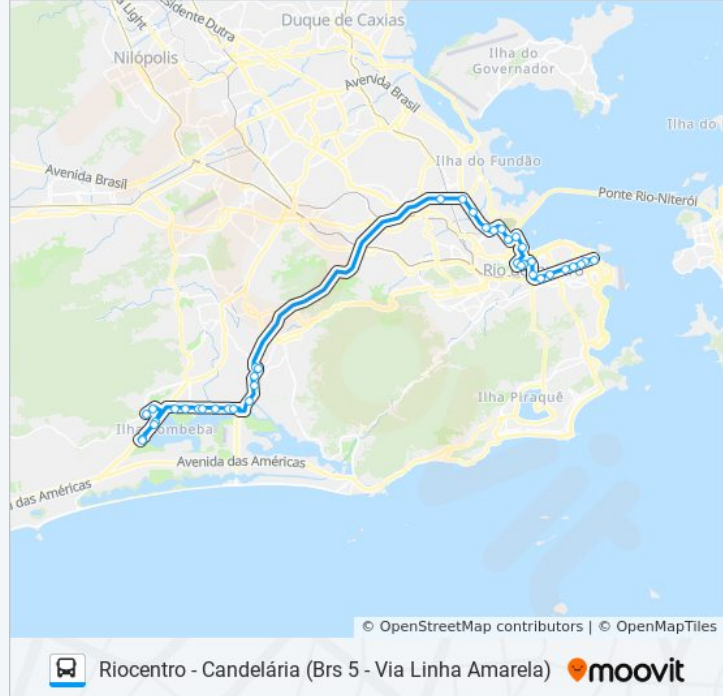 Light
esidente Dutra
Duque de Caxias
Nilópolis
Ilha do
Governador
Avenida Brasil
Ilha do
Ilha do Fundão
Avenida Brasil
Ponte Rio-Niterói
Rio
Ilha Piraquê
Ilha Pombeba
Avenida das Américas
das Américas
© OpenStreetMap contributors | © OpenMapTiles
Riocentro - Candelária (Brs 5 - Via Linha Amarela)
moovit